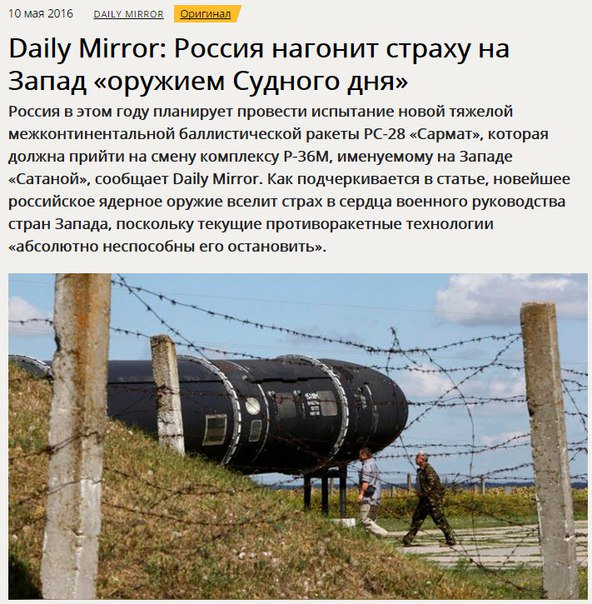 10 мая 2016 DAILY MIRROR Оригинал
Daily Mirror: Россия нагонит страху на
Запад «оружием Судного дня»
Россия в этом году планирует провести испытание новой тяжелой
межконтинентальной баллистической ракеты РС-28 «Сармат», которая
должна прийти на смену комплексу Р-36М, именуемому на Западе
«Сатаной», сообщает Daily Mirror. Как подчеркивается в статье, новейшее
российское ядерное оружие вселит страх в сердца военного руководства
стран Запада, поскольку текущие противоракетные технологии
«абсолютно неспособны его остановить».